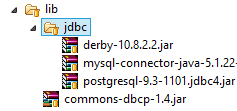 lib
jdbc
derby-10.8.2.2.jar
mysql-connector-java-5.1.22-
postgresql-9.3-1101.jdbc4.jar
commons-dbcp-1.4.jar